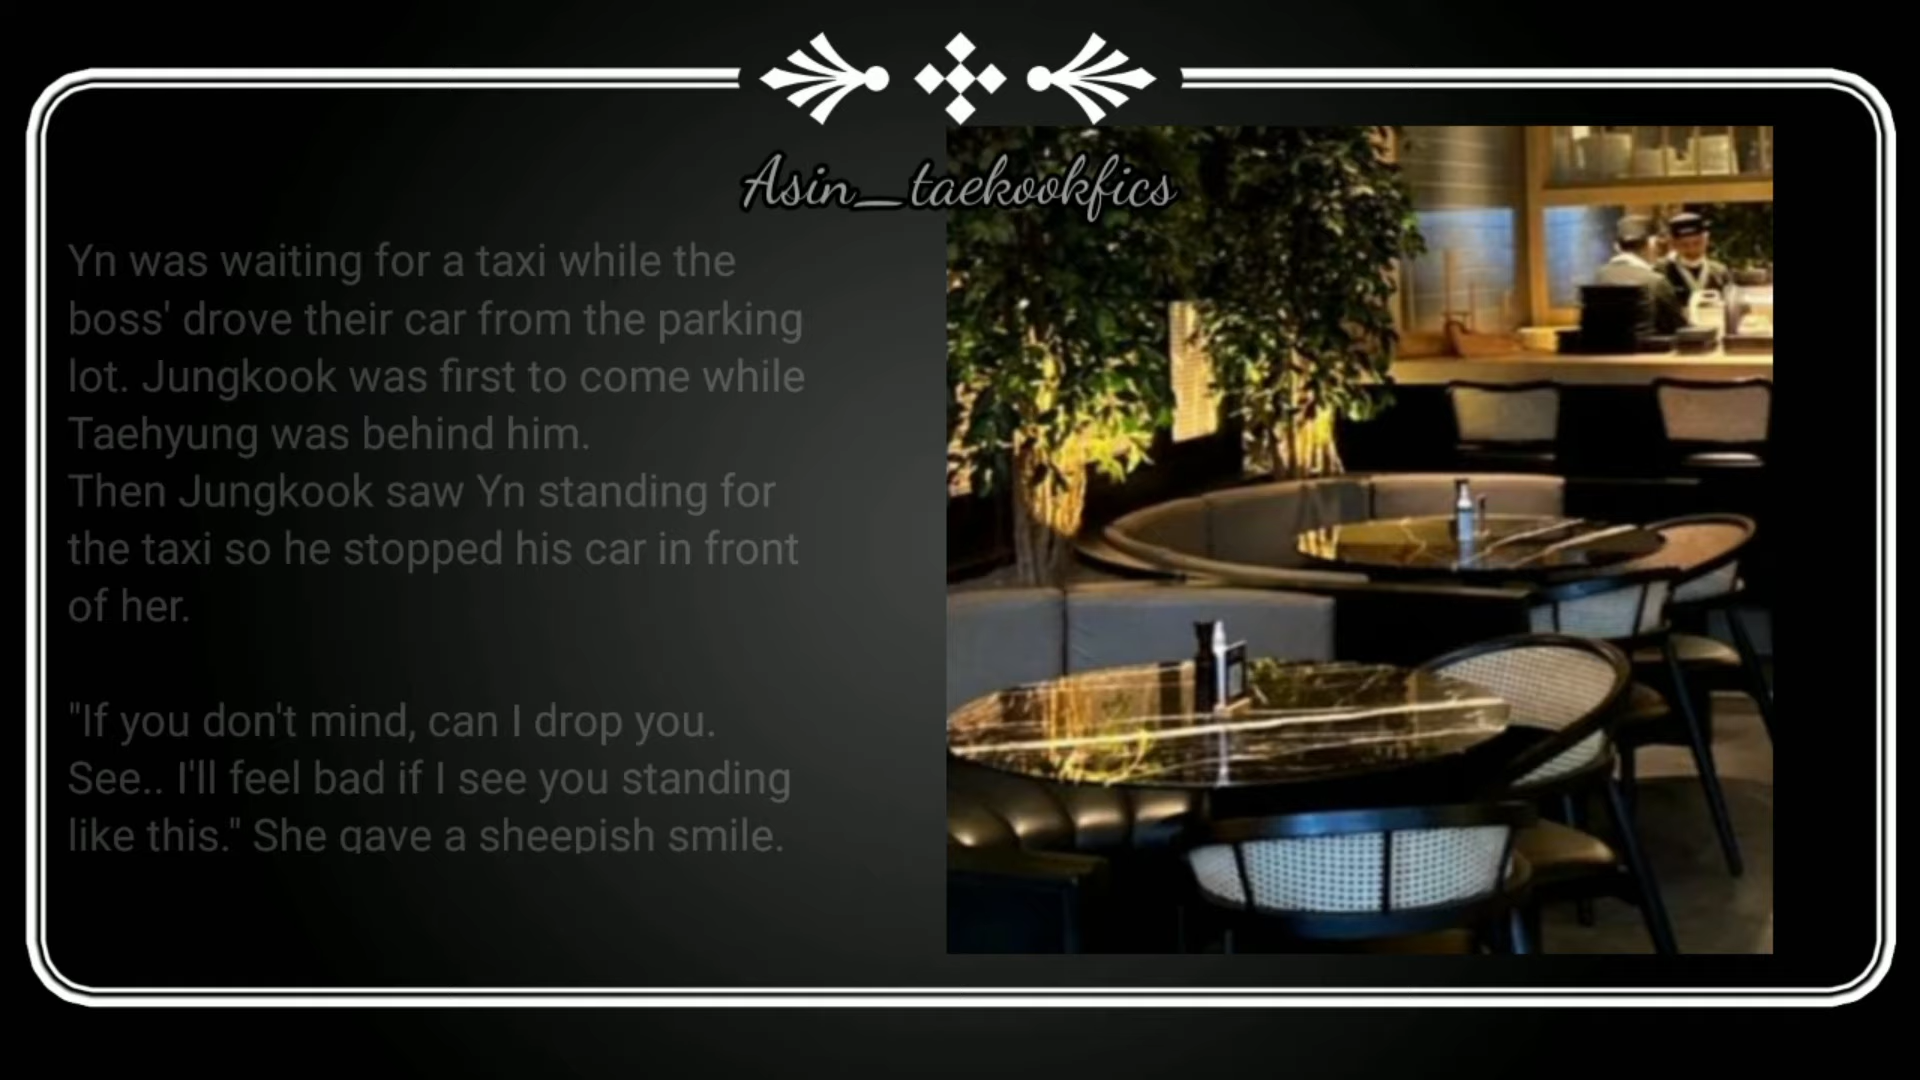 Asin_taekookfics
Yn was waiting for a taxi while the
boss' drove their car from the parking
lot. Jungkook was first to come while
Taehyung was behind him.
Then Jungkook saw Yn standing for
the taxi so he stopped his car in front
of her.
"If you don't mind, can I drop you.
See.. I'll feel bad if I see you standing
like this." She gave a sheepish smile.